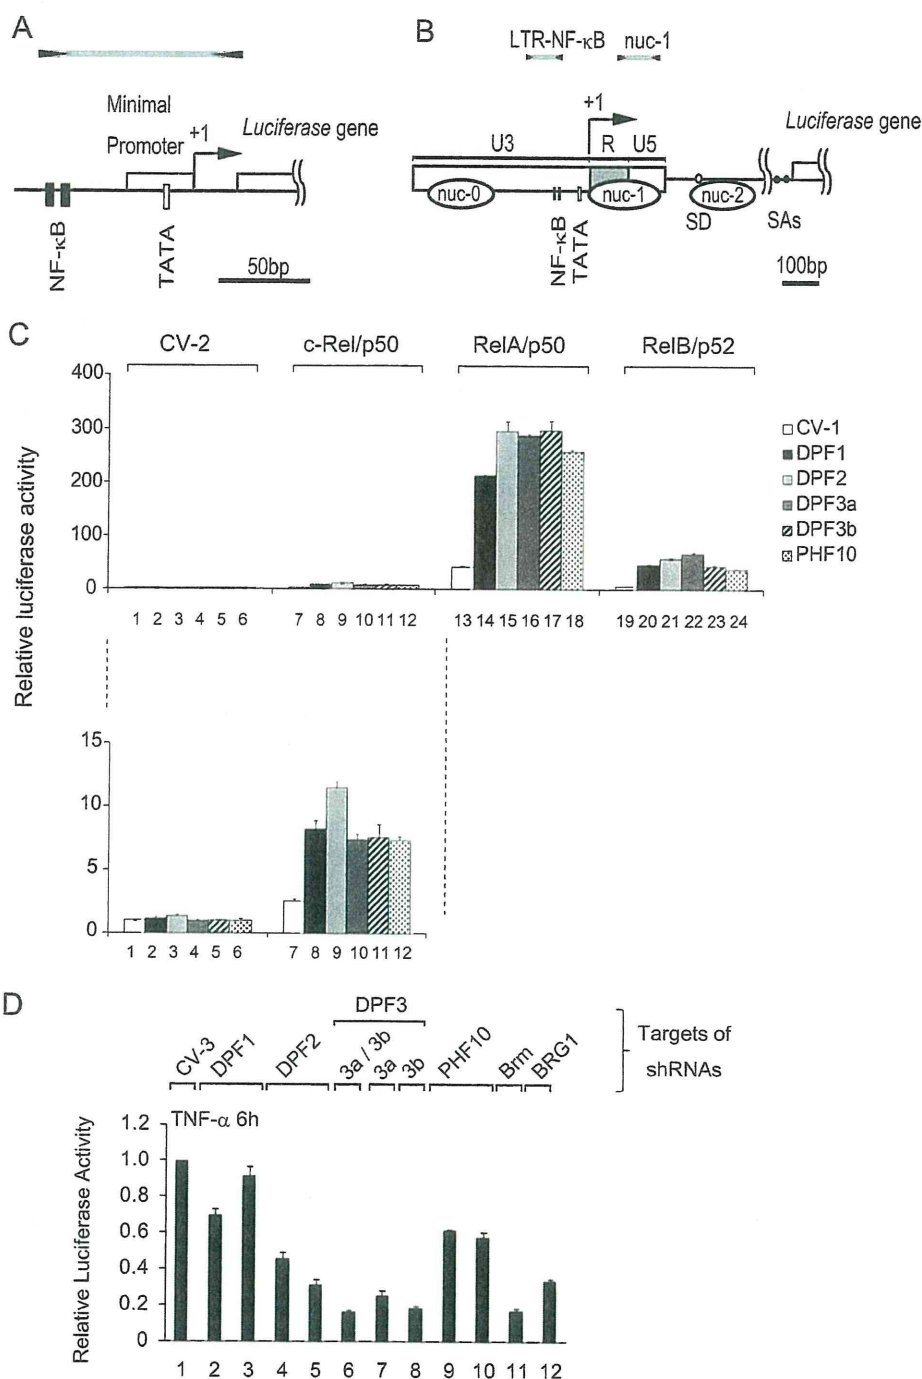 A
Minimal
Promoter
+1
Luciferase gene
NF-κB
TATA
50bp
B
LTR-NF-κB
nuc-1
+1
Luciferase gene
U3
R
U5
nuc-0
nuc-1
nuc-2
NF-κB
TATA
SD
SAs
100bp
C
CV-2
c-Rel/p50
RelA/p50
RelB/p52
Relative luciferase activity
400
300
200
100
0
1 2 3 4 5 6 7 8 9 10 11 12 13 14 15 16 17 18 19 20 21 22 23 24
CV-1
DPF1
DPF2
DPF3a
DPF3b
PHF10
15
10
5
0
1 2 3 4 5 6 7 8 9 10 11 12
D
DPF3
CV-3
DPF1
DPF2
3a / 3b
3a
3b
PHF10
Brm
BRG1
Targets of
shRNAs
TNF-α 6h
Relative Luciferase Activity
1.2
1.0
0.8
0.6
0.4
0.2
0
1 2 3 4 5 6 7 8 9 10 11 12